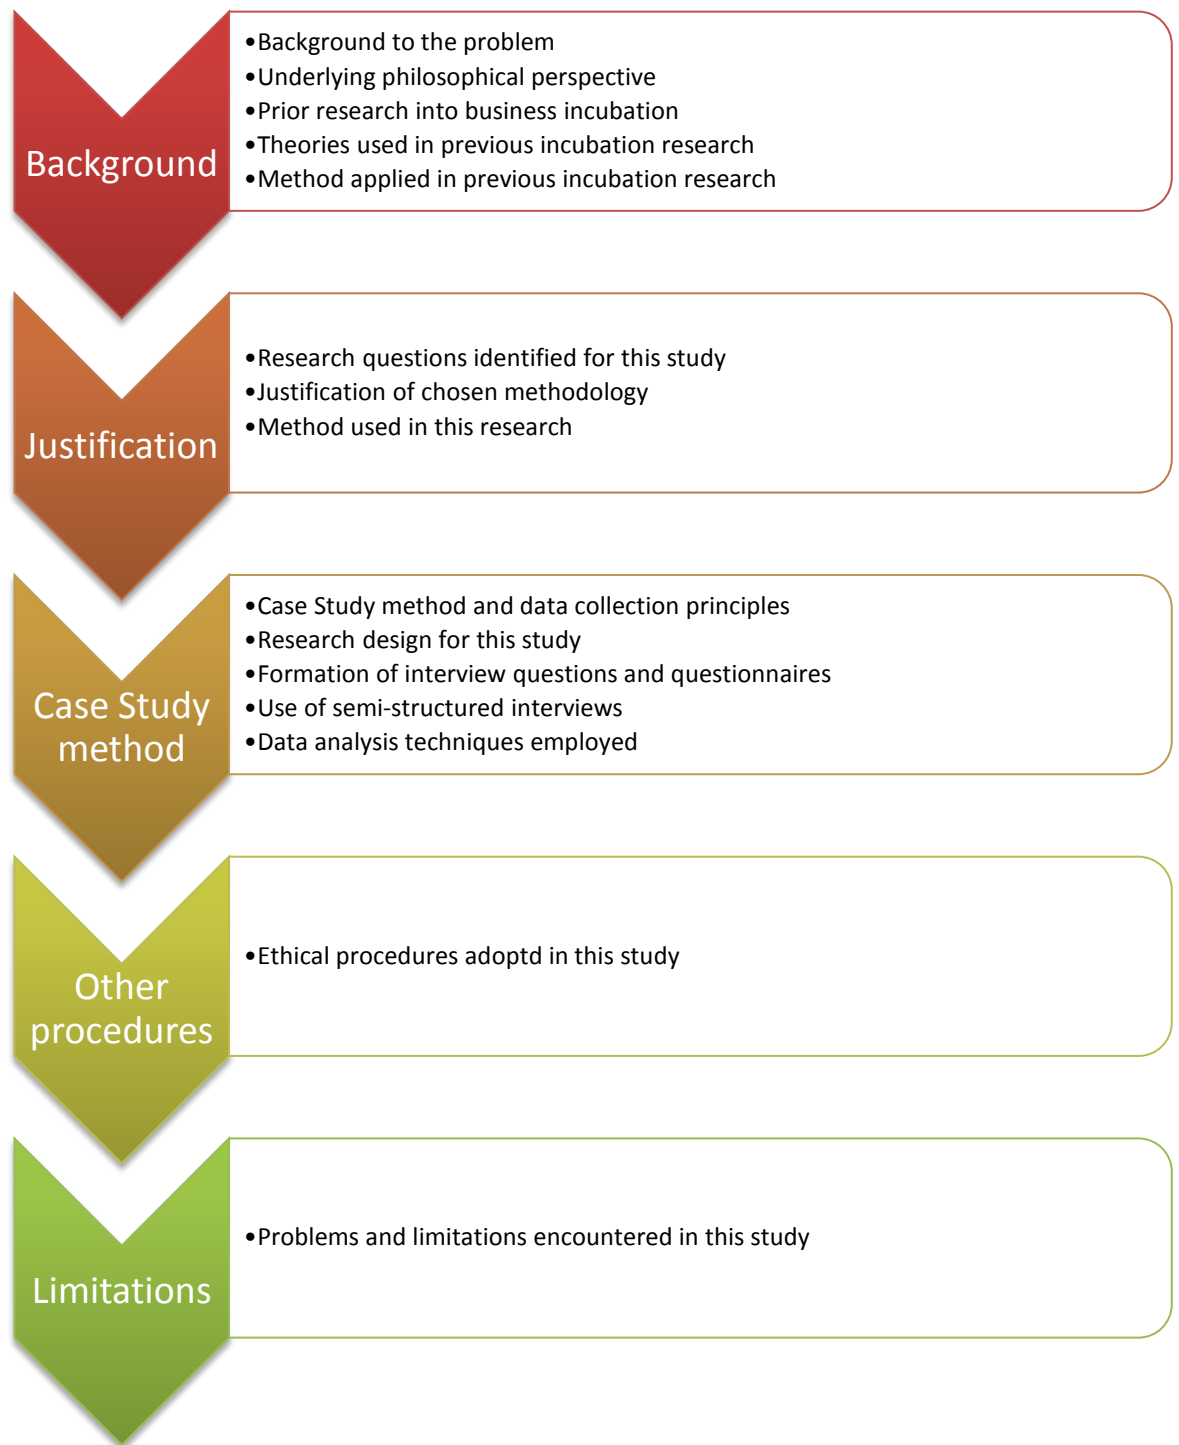 Background
•Background to the problem
•Underlying philosophical perspective
•Prior research into business incubation
•Theories used in previous incubation research
•Method applied in previous incubation research
Justification
•Research questions identified for this study
•Justification of chosen methodology
•Method used in this research
Case Study
method
•Case Study method and data collection principles
•Research design for this study
•Formation of interview questions and questionnaires
•Use of semi-structured interviews
•Data analysis techniques employed
Other
procedures
•Ethical procedures adoptd in this study
Limitations
•Problems and limitations encountered in this study